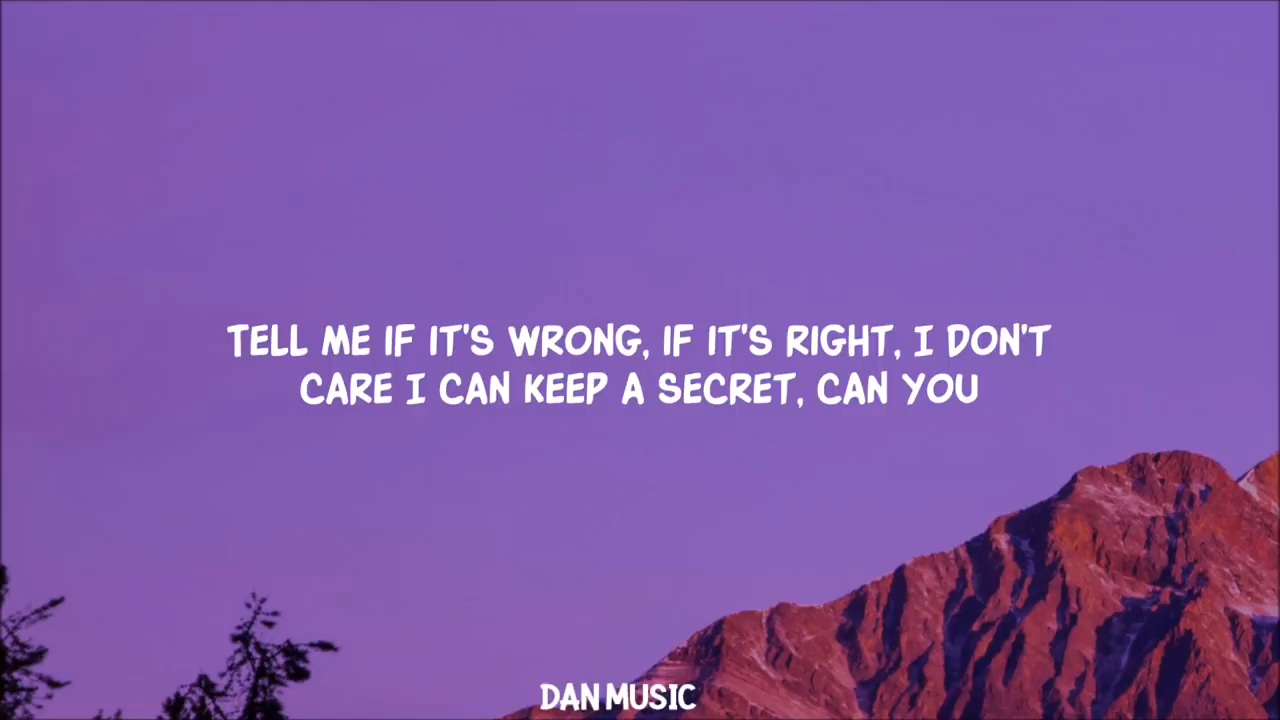 TELL ME IF IT'S WRONG, IF IT'S RIGHT, I DON'T
CARE I CAN KEEP A SECRET, CAN YOU
DAN MUSIC